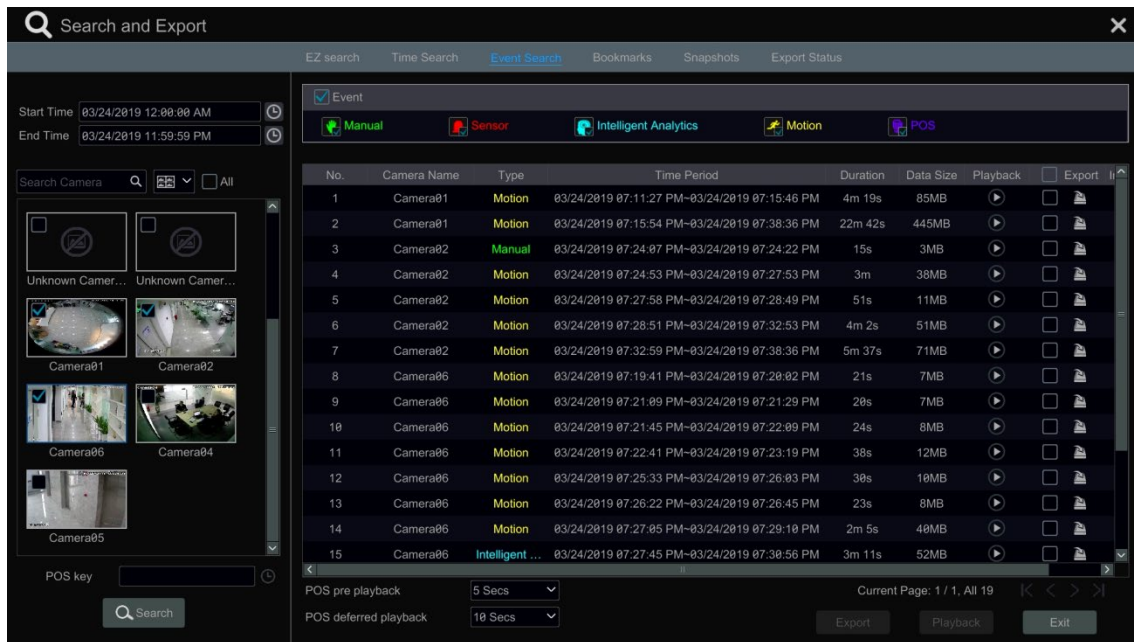 Search and Export
EZ search Time Search Event Search Bookmarks Snapshots Export Status
Start Time 03/24/2019 12:00:00 AM
End Time 03/24/2019 11:59:59 PM
Search Camera All
Unknown Camer... Unknown Camer...
Camera01 Camera02
Camera06 Camera04
Camera05
POS key
Search
Event
Manual Sensor Intelligent Analytics Motion POS
No. Camera Name Type Time Period Duration Data Size Playback Export
1 Camera01 Motion 03/24/2019 07:11:27 PM~03/24/2019 07:15:46 PM 4m 19s 85MB
2 Camera01 Motion 03/24/2019 07:15:54 PM~03/24/2019 07:38:36 PM 22m 42s 445MB
3 Camera02 Manual 03/24/2019 07:24:07 PM~03/24/2019 07:24:22 PM 15s 3MB
4 Camera02 Motion 03/24/2019 07:24:53 PM~03/24/2019 07:27:53 PM 3m 38MB
5 Camera02 Motion 03/24/2019 07:27:58 PM~03/24/2019 07:28:49 PM 51s 11MB
6 Camera02 Motion 03/24/2019 07:28:51 PM~03/24/2019 07:32:53 PM 4m 2s 51MB
7 Camera02 Motion 03/24/2019 07:32:59 PM~03/24/2019 07:38:36 PM 5m 37s 71MB
8 Camera06 Motion 03/24/2019 07:19:41 PM~03/24/2019 07:20:02 PM 21s 7MB
9 Camera06 Motion 03/24/2019 07:21:09 PM~03/24/2019 07:21:29 PM 20s 7MB
10 Camera06 Motion 03/24/2019 07:21:45 PM~03/24/2019 07:22:09 PM 24s 8MB
11 Camera06 Motion 03/24/2019 07:22:41 PM~03/24/2019 07:23:19 PM 38s 12MB
12 Camera06 Motion 03/24/2019 07:25:33 PM~03/24/2019 07:26:03 PM 30s 10MB
13 Camera06 Motion 03/24/2019 07:26:22 PM~03/24/2019 07:26:45 PM 23s 8MB
14 Camera06 Motion 03/24/2019 07:27:05 PM~03/24/2019 07:29:10 PM 2m 5s 40MB
15 Camera06 Intelligent ... 03/24/2019 07:27:45 PM~03/24/2019 07:30:56 PM 3m 11s 52MB
POS pre playback 5 Secs Current Page: 1 / 1, All 19
POS deferred playback 10 Secs Export Playback Exit